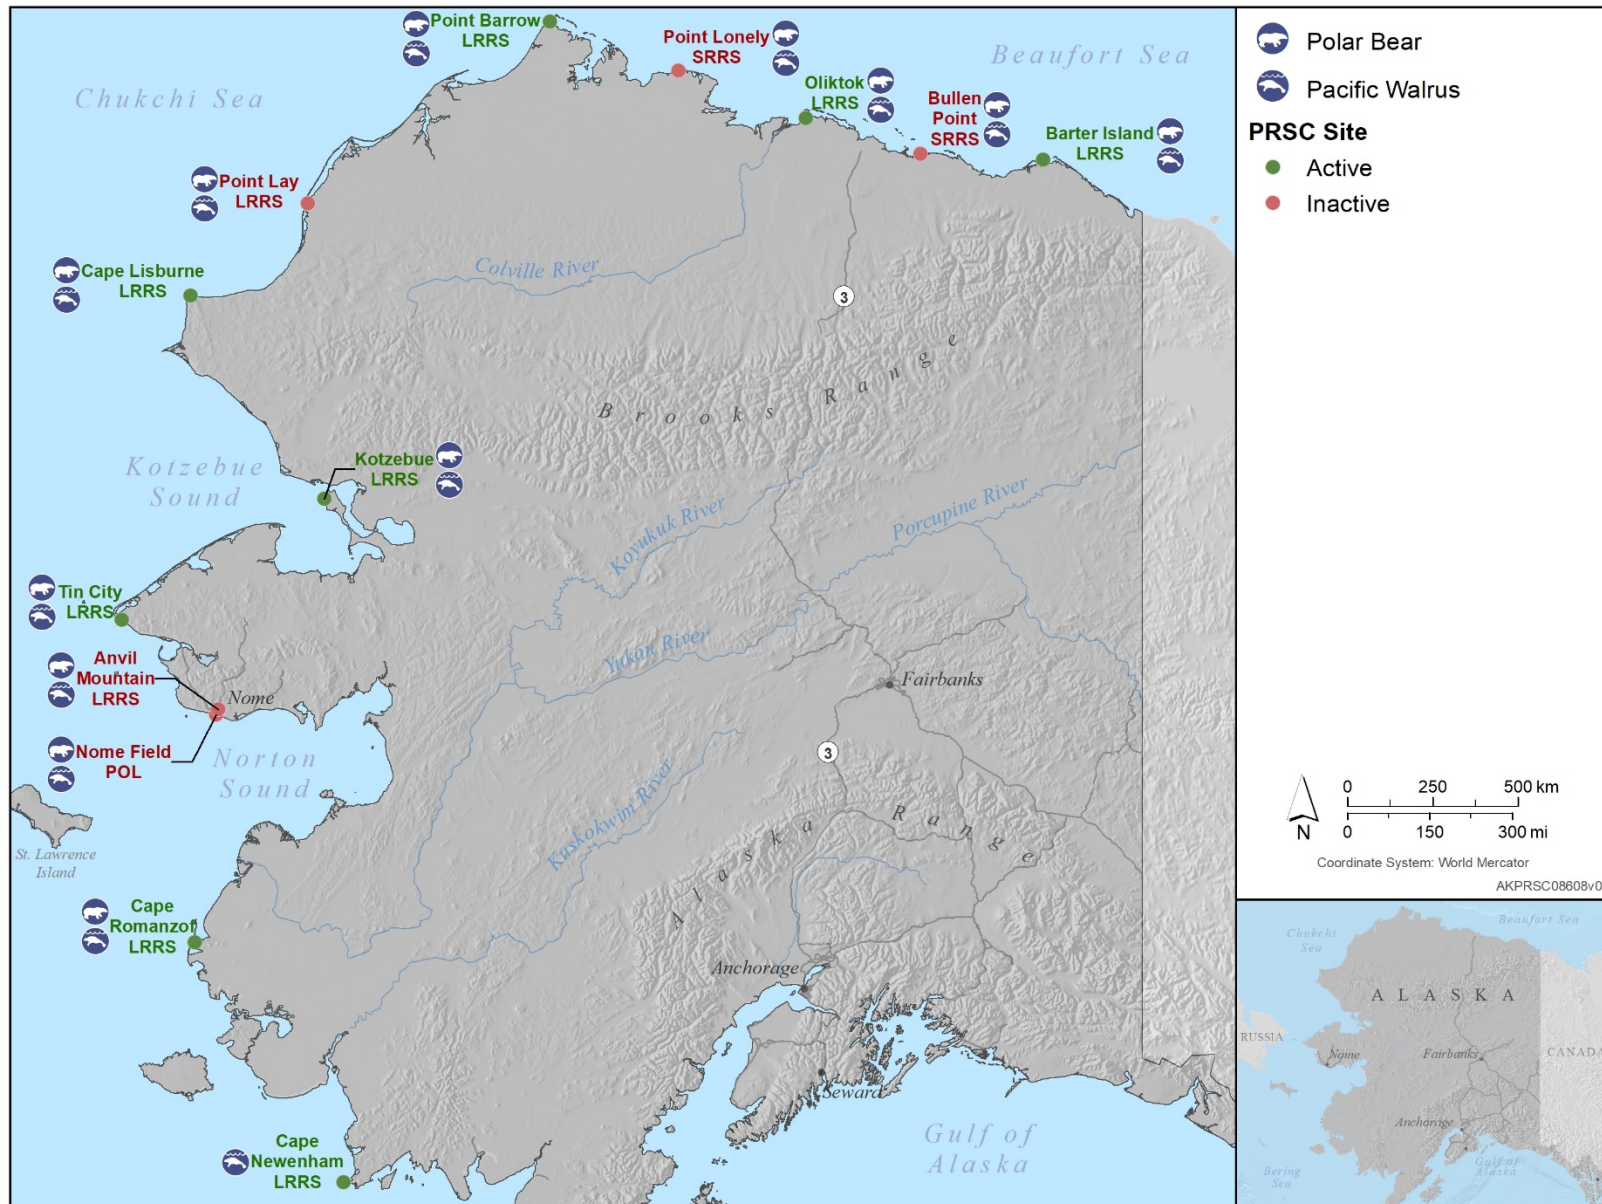 Point Barrow
LRRS
Point Lonely
SRRS
Beaufort Sea
Chukchi Sea
Oliktok
LRRS
Bullen
Point
SRRS
Barter Island
LRRS
Point Lay
LRRS
Cape Lisburne
LRRS
Colville River
3
Brooks Range
Kotzebue
Sound
Kotzebue
LRRS
Koyukuk River
Porcupine River
Tin City
LRRS
Yukon River
Anvil
Mountain
LRRS
Nome
Fairbanks
Nome Field
POL
Norton
Sound
3
Kuskokwim River
Alaska Range
St. Lawrence
Island
Cape
Romanzof
LRRS
Anchorage
Seward
Gulf of
Alaska
Cape
Newenham
LRRS
Polar Bear
Pacific Walrus
PRSC Site
Active
Inactive
N
0 250 500 km
0 150 300 mi
Coordinate System: World Mercator
AKPRSC08608v0
Beaufort Sea
Chukchi
Sea
ALASKA
RUSSIA
Nome
Fairbanks
CANADA
Anchorage
Gulf of
Alaska
Bering
Sea